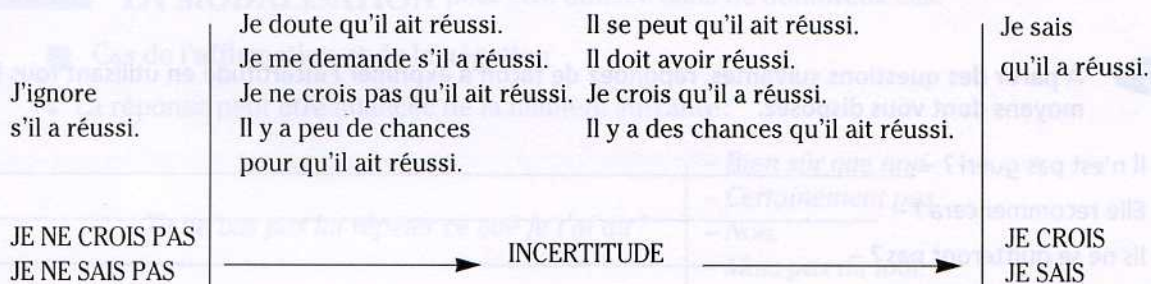 Je doute qu'il ait réussi. Il se peut qu'il ait réussi. Je sais
Je me demande s'il a réussi. Il doit avoir réussi. qu'il a réussi.
J'ignore Je ne crois pas qu'il ait réussi. Je crois qu'il a réussi.
s'il a réussi. Il y a peu de chances Il y a des chances qu'il ait réussi.
pour qu'il ait réussi.
JE NE CROIS PAS INCERTITUDE JE CROIS
JE NE SAIS PAS JE SAIS